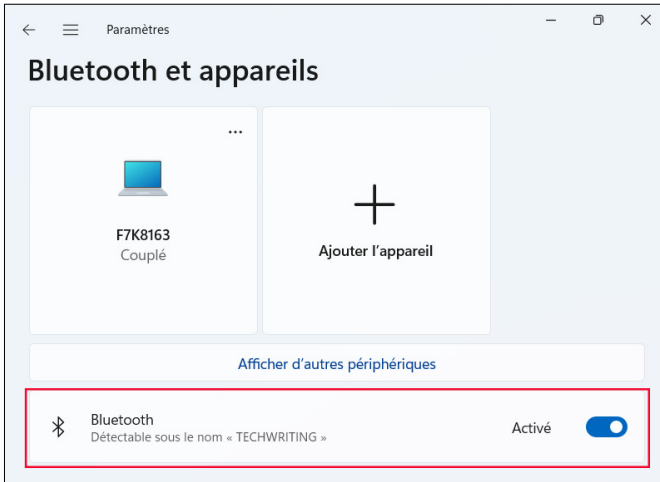 Paramètres
Bluetooth et appareils
F7K8163
Couplé
Ajouter l’appareil
Afficher d’autres périphériques
Bluetooth
Détectable sous le nom « TECHWRITING »
Activé